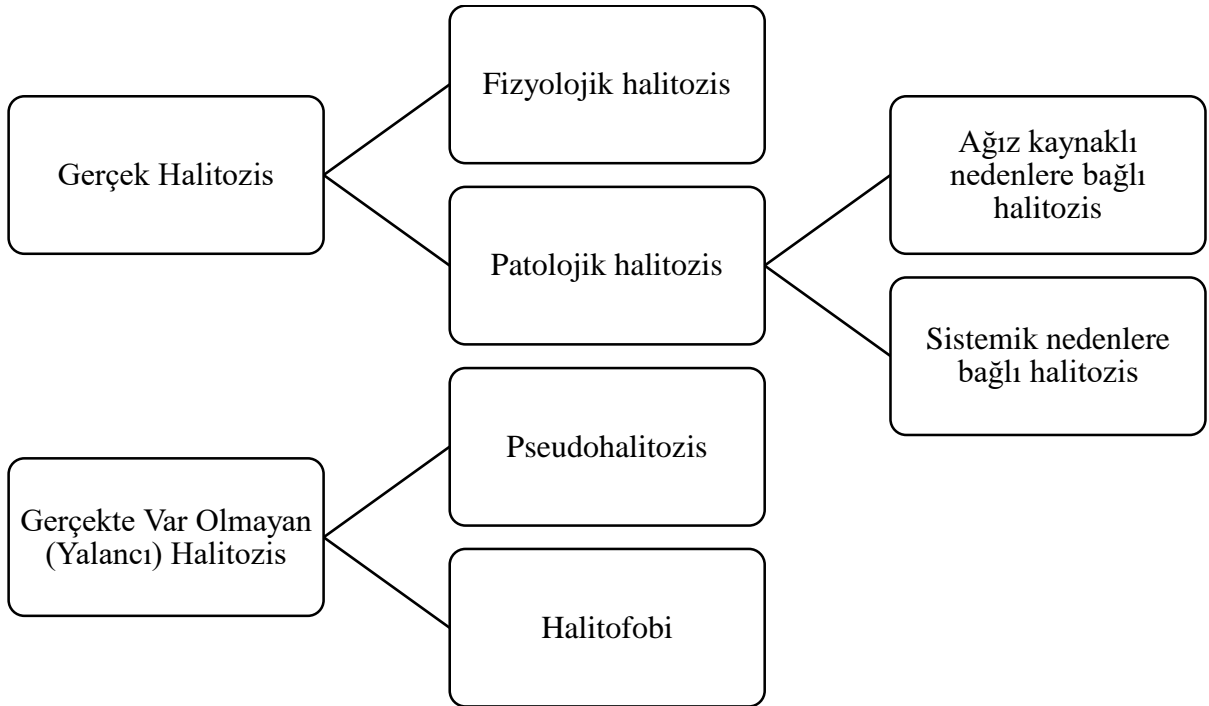 Gerçek Halitozis
Fizyolojik halitozis
Patolojik halitozis
Ağız kaynaklı
nedenlere bağlı
halitozis
Sistemik nedenlere
bağlı halitozis
Gerçekte Var Olmayan
(Yalancı) Halitozis
Pseudohalitozis
Halitofobi